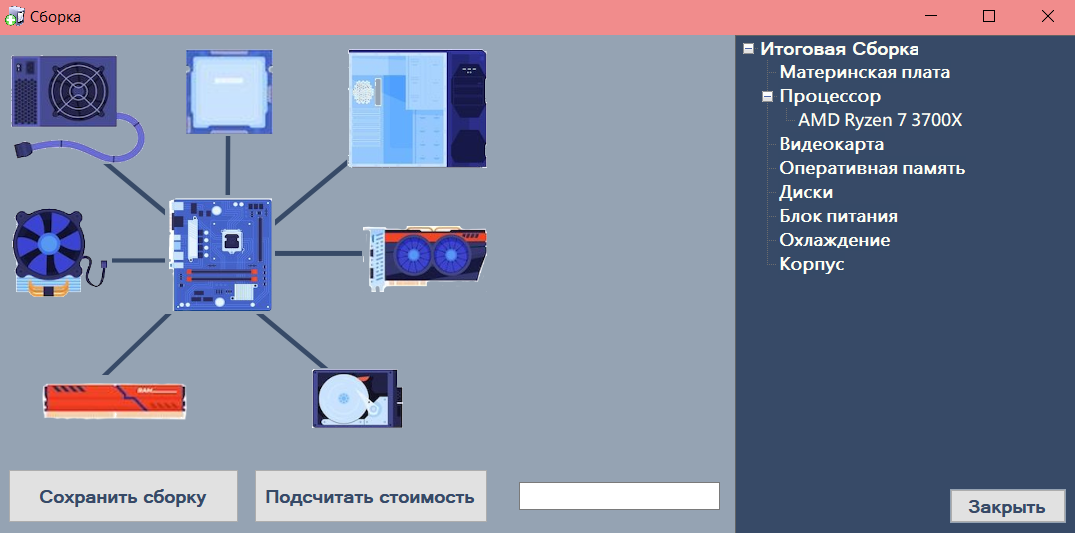 Сборка
Итоговая Сборка
Материнская плата
Процессор
AMD Ryzen 7 3700X
Видеокарта
Оперативная память
Диски
Блок питания
Охлаждение
Корпус
RAM
Сохранить сборку
Подсчитать стоимость
Закрыть